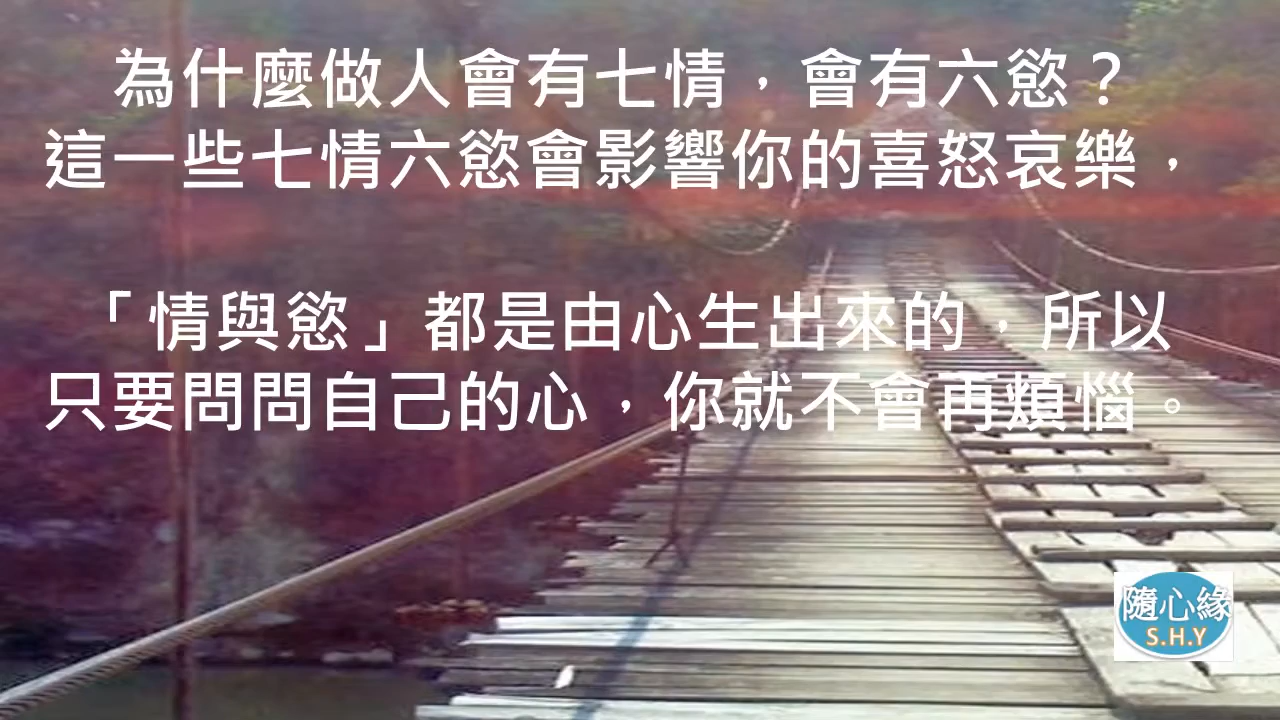 為什麼做人會有七情，會有六慾？
這一些七情六慾會影響你的喜怒哀樂，
「情與慾」都是由心生出來的，所以
只要問問自己的心，你就不會再煩惱。
隨心緣
S.H.Y